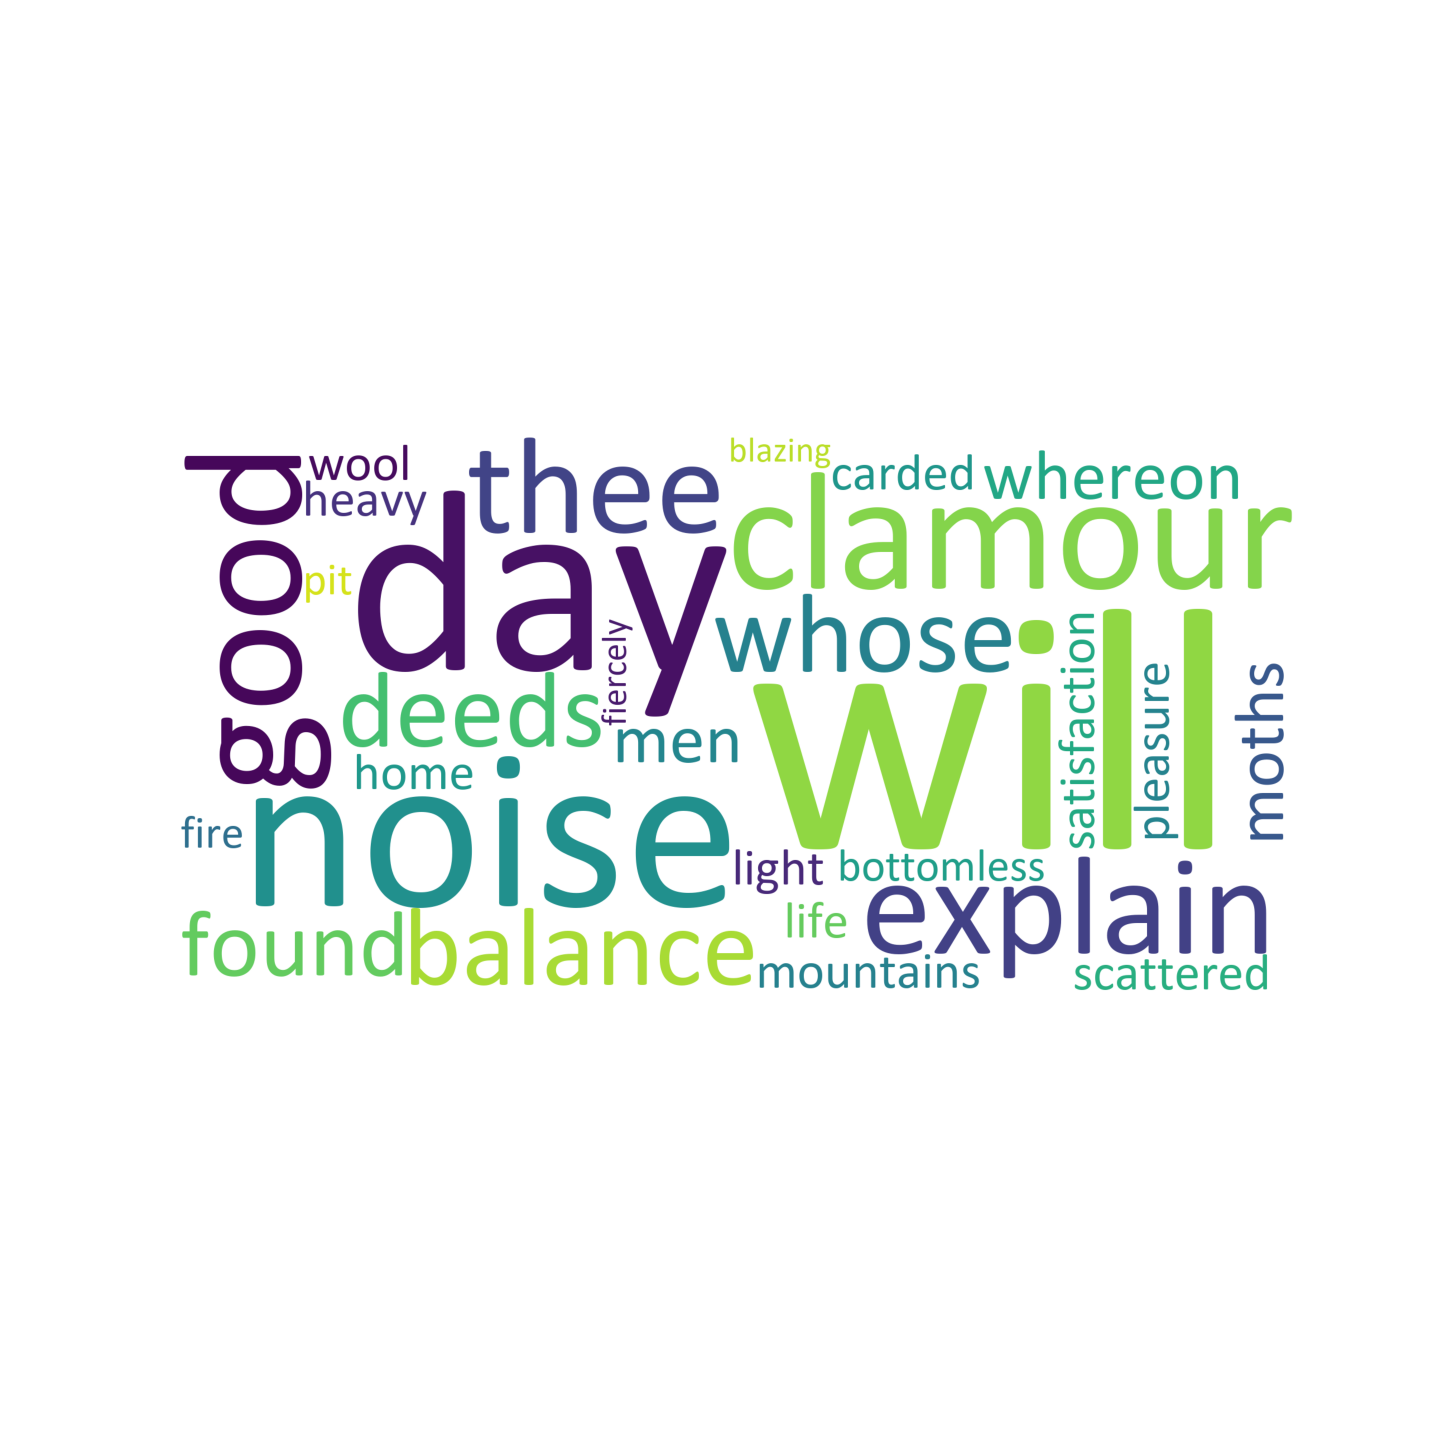 good
wool
heavy
thee
blazing
carded
whereon
clamour
pit
day
whose
fiercely
will
satisfaction
pleasure
moths
deeds
men
home
noise
fire
light
bottomless
explain
life
found
balance
mountains
scattered